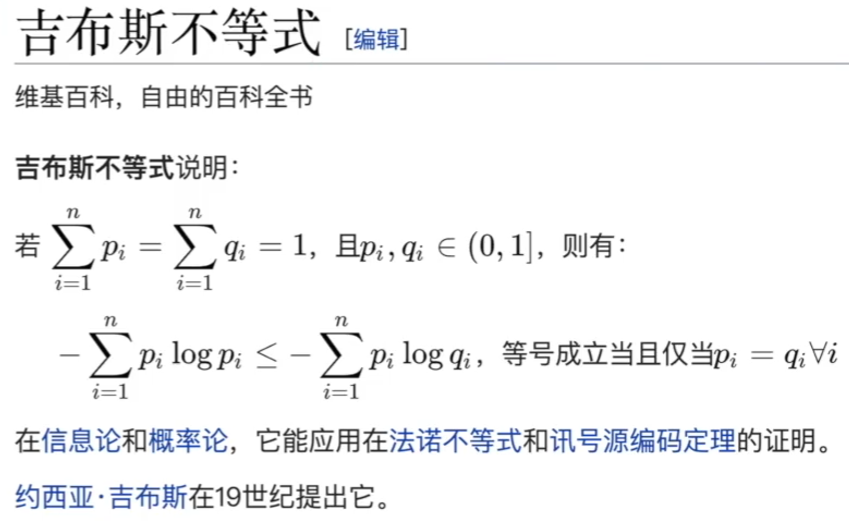 吉布斯不等式 [编辑]
维基百科，自由的百科全书
吉布斯不等式说明：
若 $\sum_{i=1}^{n} p_i = \sum_{i=1}^{n} q_i = 1$，且$p_i, q_i \in (0, 1]$，则有：
$-\sum_{i=1}^{n} p_i \log p_i \leq -\sum_{i=1}^{n} p_i \log q_i$，等号成立当且仅当$p_i = q_i \forall i$
在信息论和概率论，它能应用在法诺不等式和讯号源编码定理的证明。
约西亚·吉布斯在19世纪提出它。